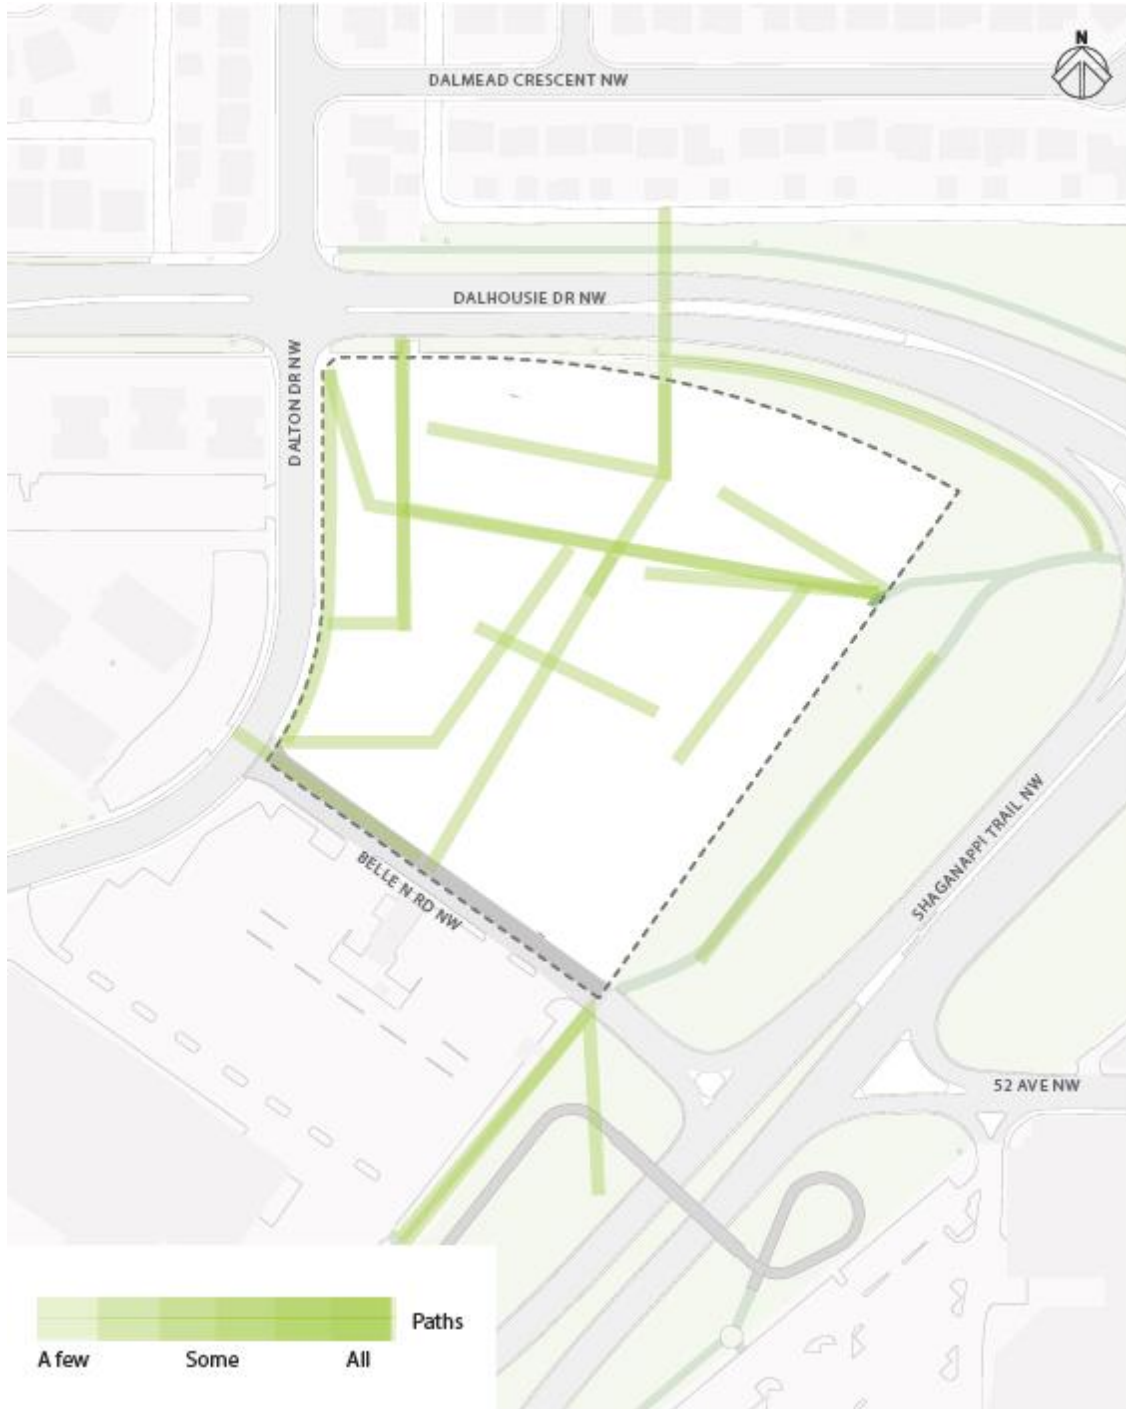 N
DALMEAD CRESCENT NW
DALHOUSIE DR NW
DALTON DR NW
SHAGANAPPI TRAIL NW
BELLE N RD NW
52 AVE NW
Paths
A few
Some
All